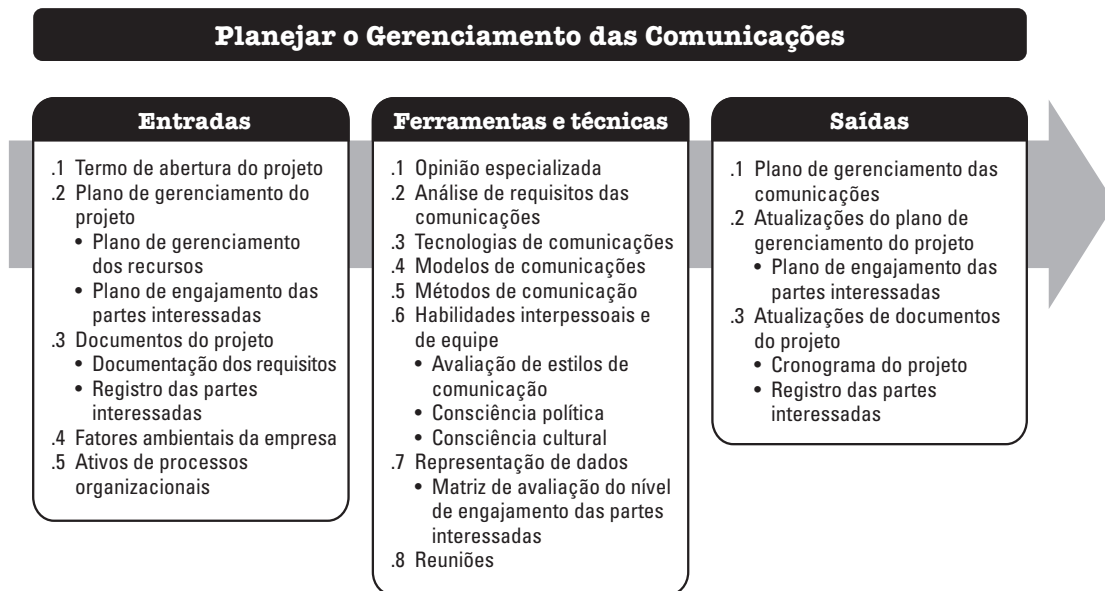 Planejar o Gerenciamento das Comunicações
Entradas
.1 Termo de abertura do projeto
.2 Plano de gerenciamento do
projeto
• Plano de gerenciamento
dos recursos
• Plano de engajamento das
partes interessadas
.3 Documentos do projeto
• Documentação dos requisitos
• Registro das partes
interessadas
.4 Fatores ambientais da empresa
.5 Ativos de processos
organizacionais
Ferramentas e técnicas
.1 Opinião especializada
.2 Análise de requisitos das
comunicações
.3 Tecnologias de comunicações
.4 Modelos de comunicações
.5 Métodos de comunicação
.6 Habilidades interpessoais e
de equipe
• Avaliação de estilos de
comunicação
• Consciência política
• Consciência cultural
.7 Representação de dados
• Matriz de avaliação do nível
de engajamento das partes
interessadas
.8 Reuniões
Saídas
.1 Plano de gerenciamento das
comunicações
.2 Atualizações do plano de
gerenciamento do projeto
• Plano de engajamento das
partes interessadas
.3 Atualizações de documentos
do projeto
• Cronograma do projeto
• Registro das partes
interessadas